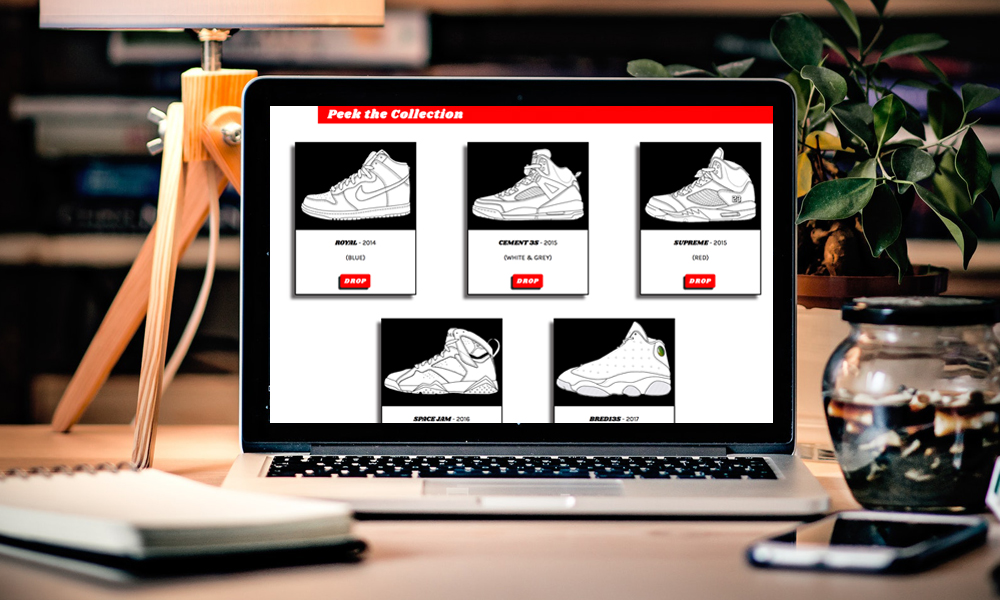 Peek the Collection
ROYAL - 2014
(BLUE)
DROP
CEMENT 3S - 2015
(WHITE & GREY)
DROP
SUPREME - 2015
(RED)
DROP
23
SPACE JAM - 2016
BRED13S - 2017